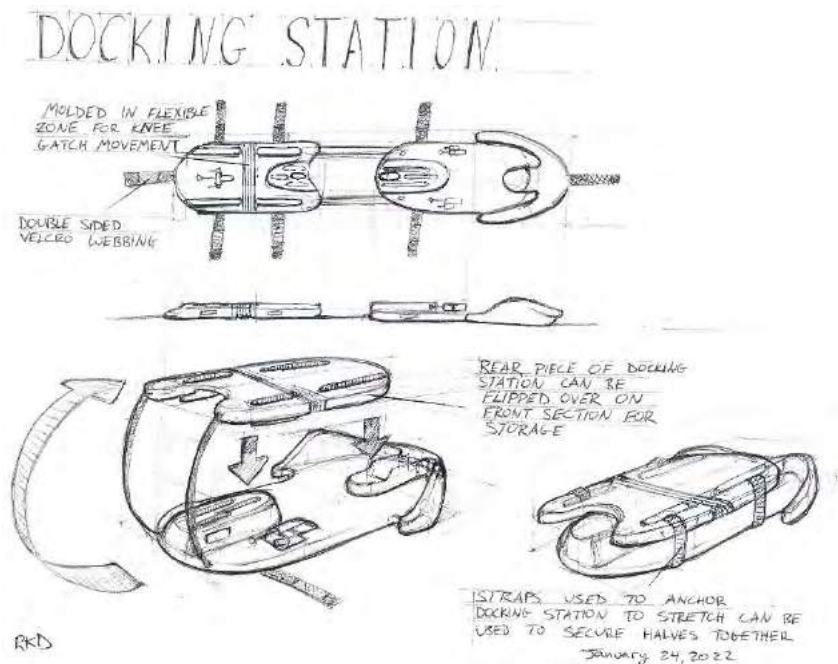 DOCKING STATION
MOLDED IN FLEXIBLE
ZONE FOR KNEE
GATCH MOVEMENT
DOUBLE SIDED
VELCRO WEBBING
REAR PIECE OF DOCKING
STATION CAN BE
FLIPPED OVER ON
FRONT SECTION FOR
STORAGE
STRAPS USED TO ANCHOR
DOCKING STATION TO STRETCH CAN BE
USED TO SECURE HALVES TOGETHER
January 24, 2022
RKD